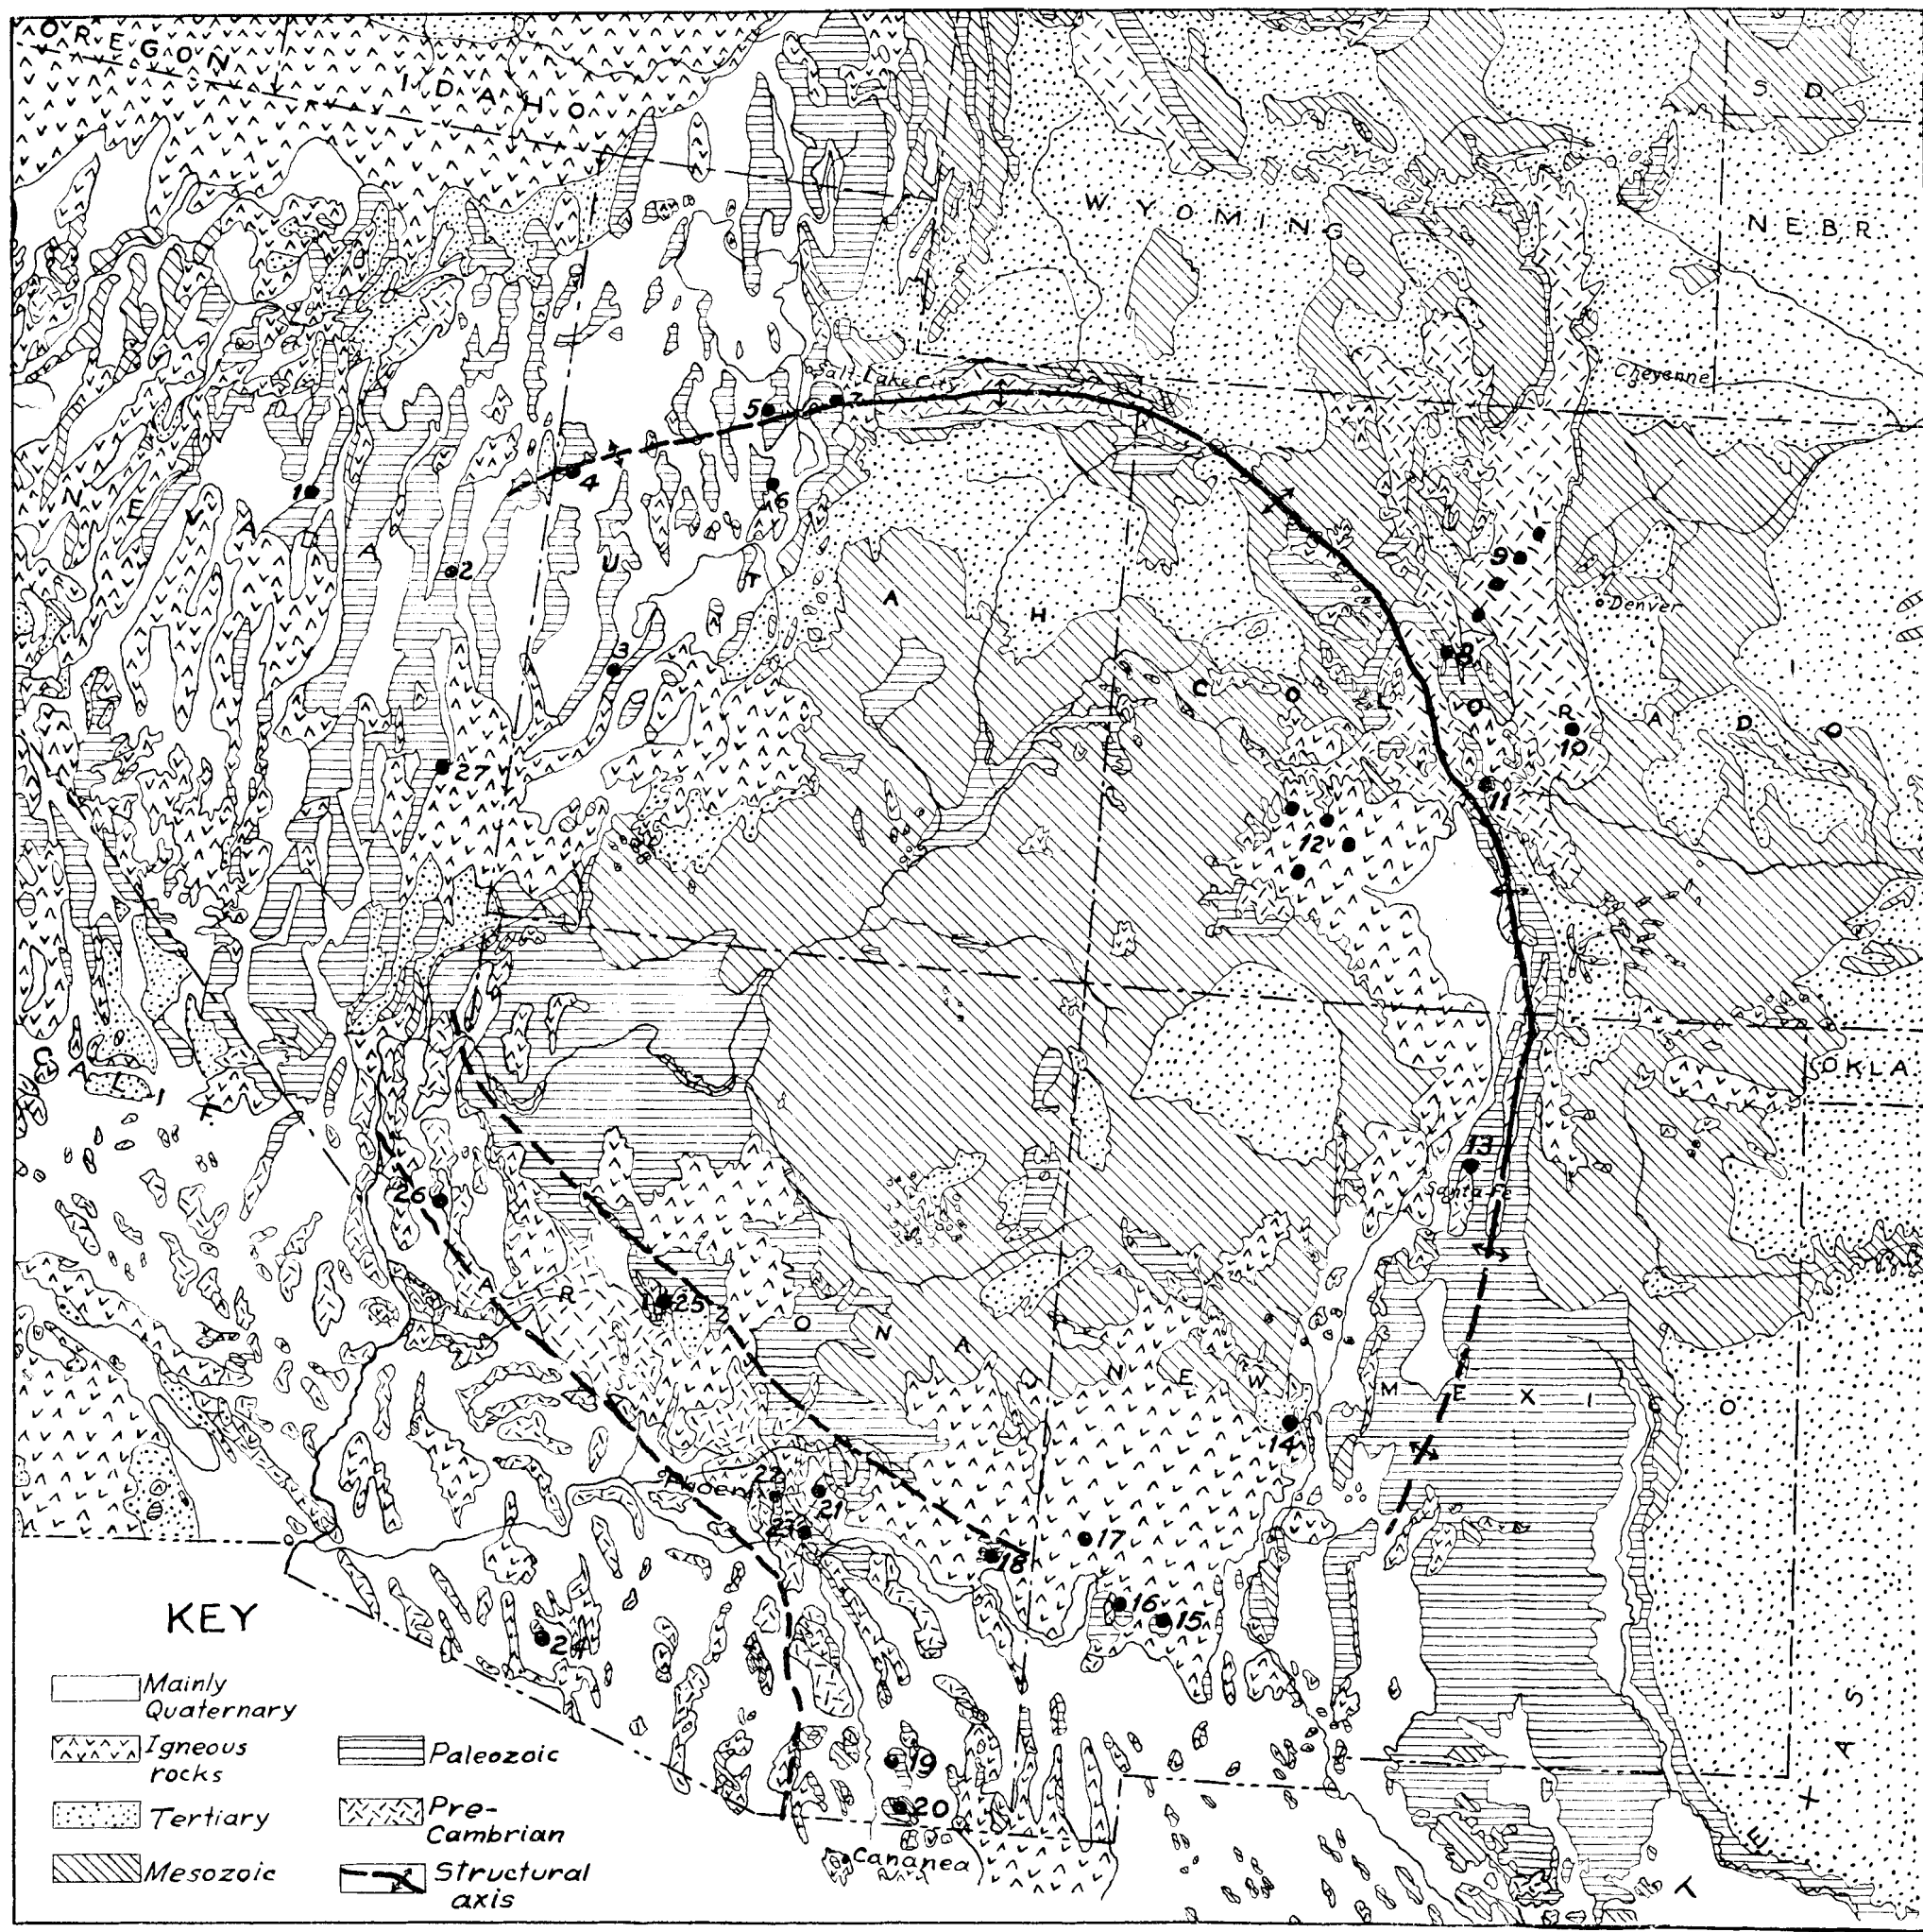 OREGON
IDAHO
S D
WYOMING
NEBR.
Salt Lake City
Cheyenne
5
7
4
1
6
NEVADA
2
UTAH
9
Denver
3
8
COLORADO
10
27
11
12
CALIF.
OKLA.
13
Santa Fe
26
ARIZONA
25
NEW MEXICO
14
Phoenix
22
21
23
17
18
16
15
24
TEXAS
19
20
Cananea
KEY
Mainly
Quaternary
Igneous
rocks
Tertiary
Mesozoic
Paleozoic
Pre-
Cambrian
Structural
axis